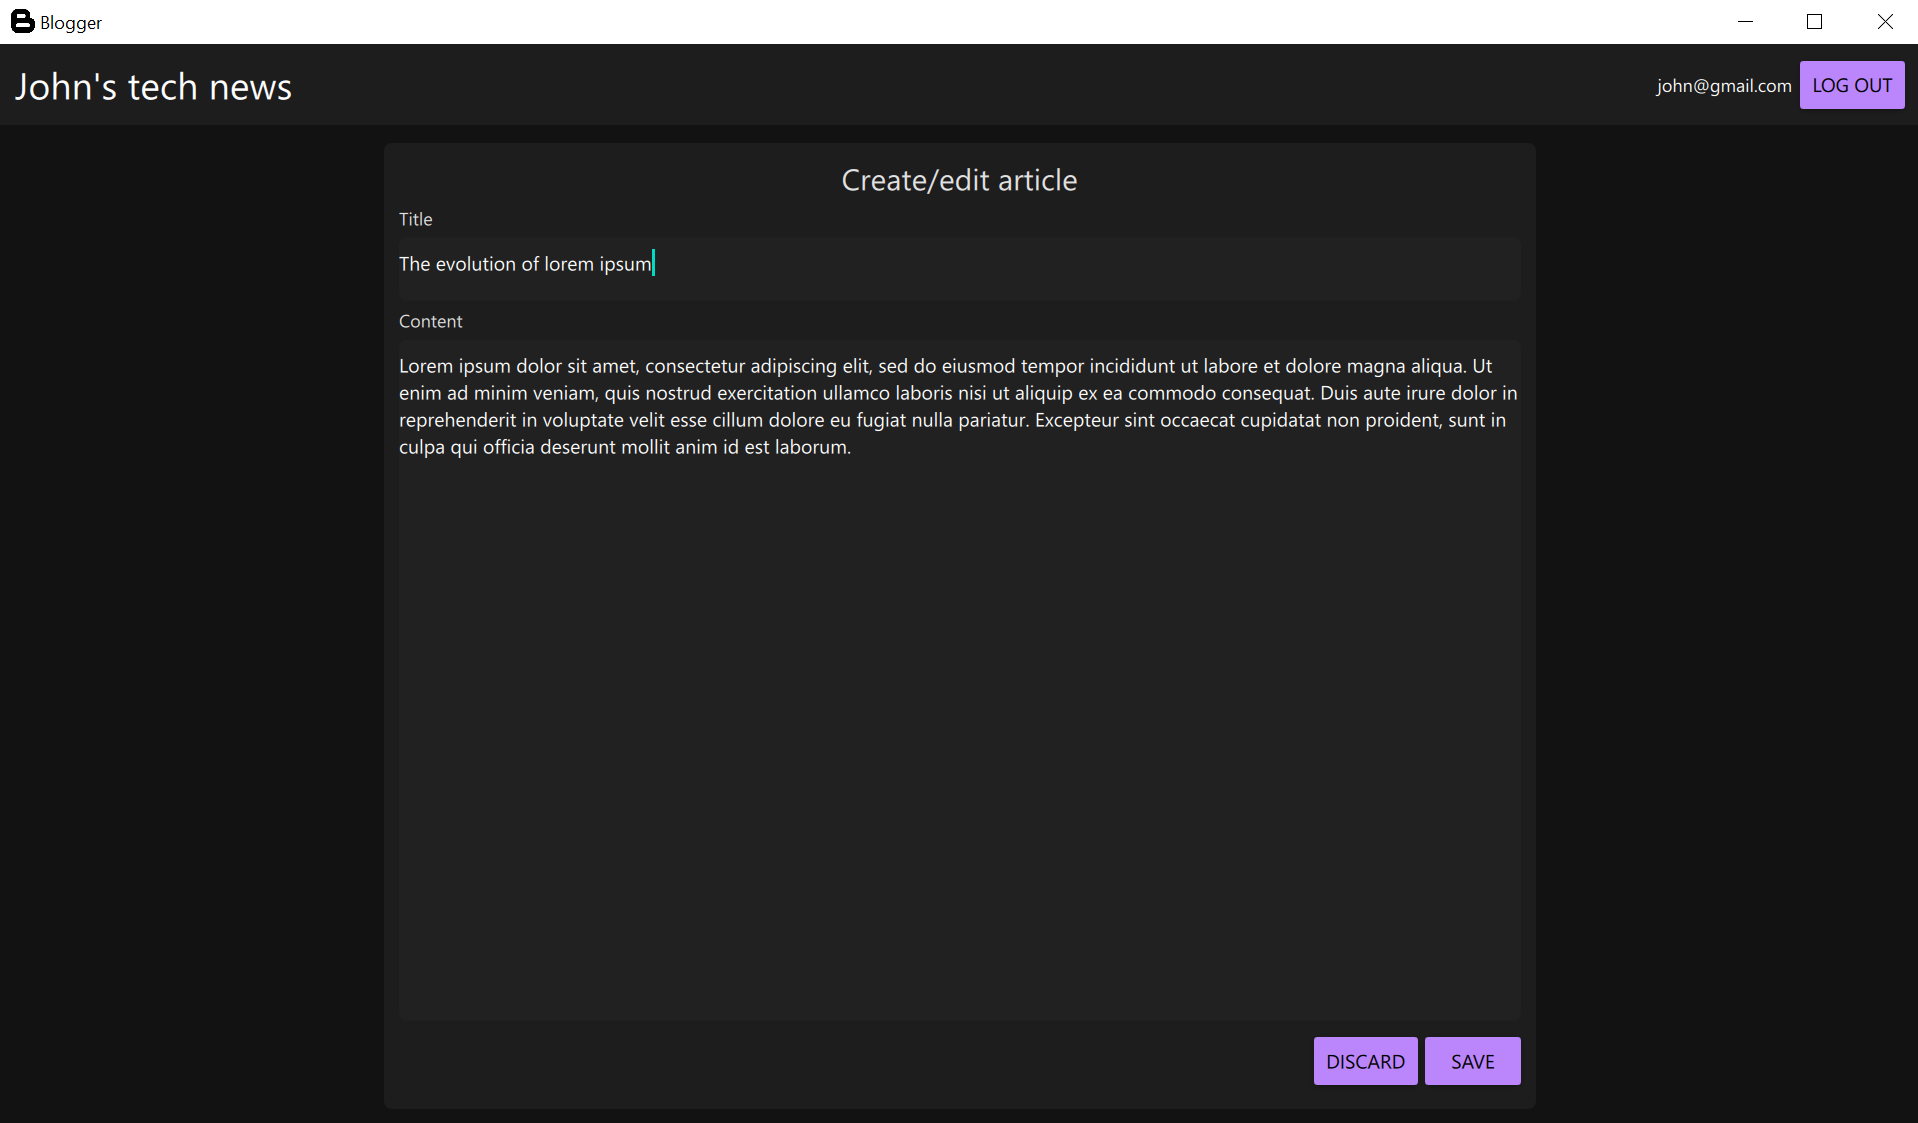 Blogger
John's tech news
john@gmail.com
LOG OUT
Create/edit article
Title
The evolution of lorem ipsum
Content
Lorem ipsum dolor sit amet, consectetur adipiscing elit, sed do eiusmod tempor incididunt ut labore et dolore magna aliqua. Ut
enim ad minim veniam, quis nostrud exercitation ullamco laboris nisi ut aliquip ex ea commodo consequat. Duis aute irure dolor in
reprehenderit in voluptate velit esse cillum dolore eu fugiat nulla pariatur. Excepteur sint occaecat cupidatat non proident, sunt in
culpa qui officia deserunt mollit anim id est laborum.
DISCARD
SAVE